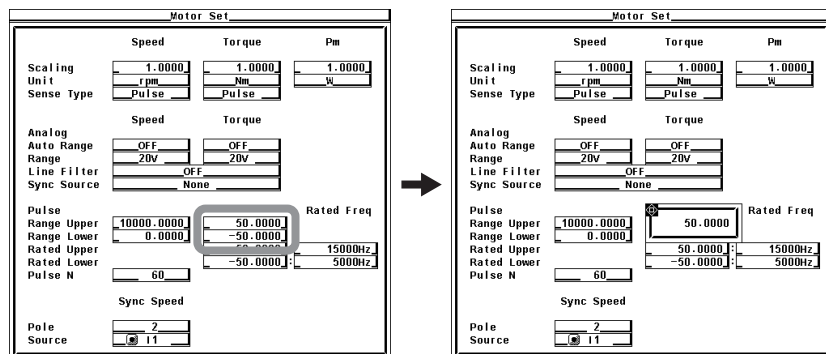 Motor Set
Speed Torque Pm
Scaling 1.0000 1.0000 1.0000
Unit rpm Nm W
Sense Type Pulse Pulse
Speed Torque
Analog
Auto Range OFF OFF
Range 20V 20V
Line Filter OFF
Sync Source None
Pulse Rated Freq
Range Upper 10000.0000 50.0000
Range Lower 0.0000 -50.0000
Rated Upper 50.0000 15000Hz
Rated Lower -50.0000: 5000Hz
Pulse N 60
Sync Speed
Pole 2
Source I1
Motor Set
Speed Torque Pm
Scaling 1.0000 1.0000 1.0000
Unit rpm Nm W
Sense Type Pulse Pulse
Speed Torque
Analog
Auto Range OFF OFF
Range 20V 20V
Line Filter OFF
Sync Source None
Pulse Rated Freq
Range Upper 10000.0000 50.0000
Range Lower 0.0000
Rated Upper 50.0000: 15000Hz
Rated Lower -50.0000: 5000Hz
Pulse N 60
Sync Speed
Pole 2
Source I1